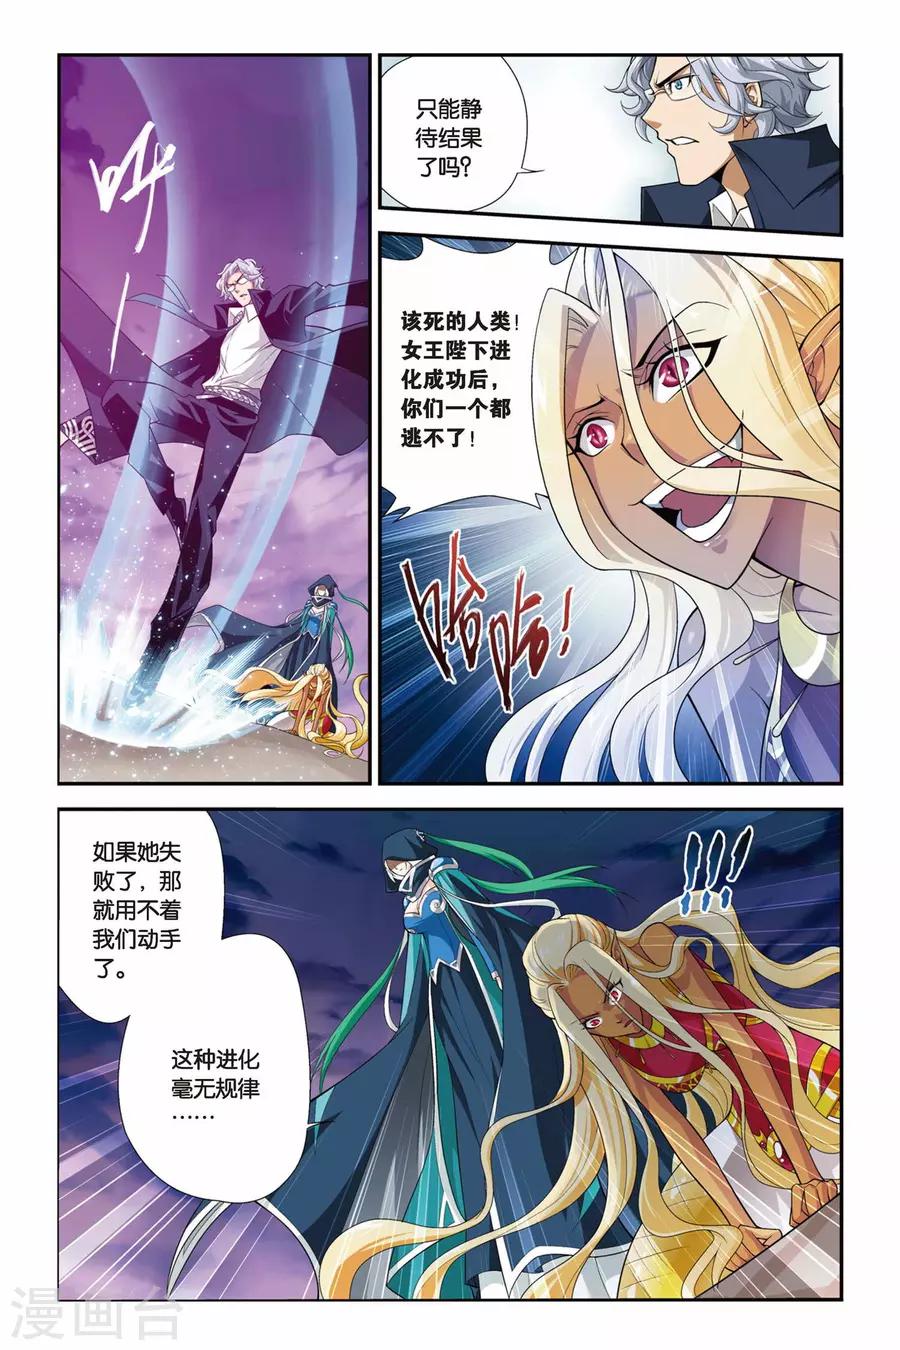 呀
只能静
待结果
了吗？
该死的人类！
女王陛下进
化成功后，
你们一个都
逃不了！
哈哈！
!!!
如果她失
败了，那
就用不着
我们动手
了。
这种进化
毫无规律
……
漫画台